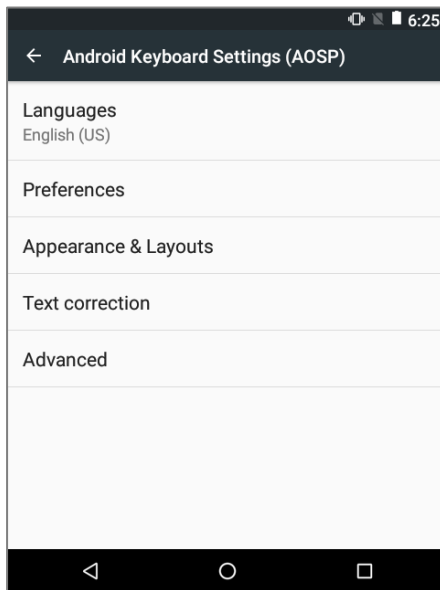 6:25
Android Keyboard Settings (AOSP)
Languages
English (US)
Preferences
Appearance & Layouts
Text correction
Advanced